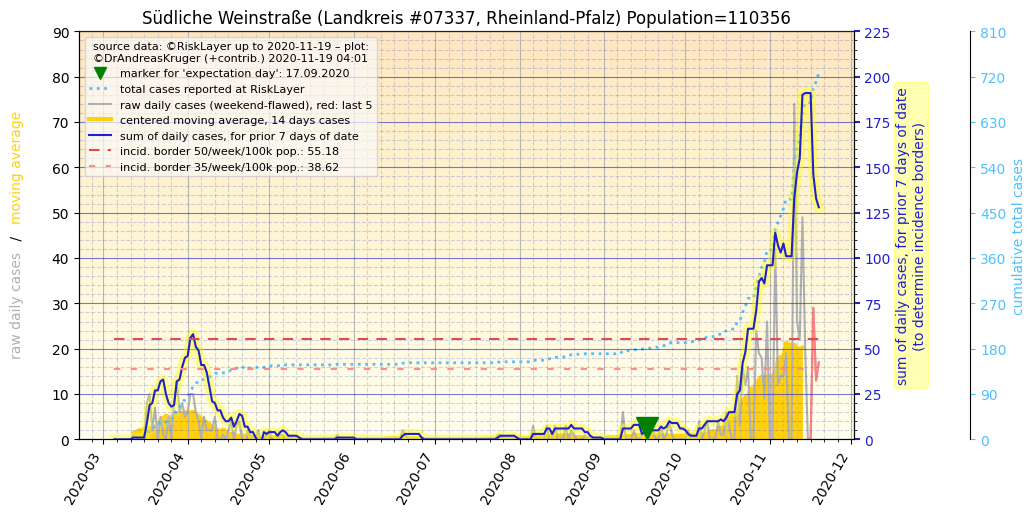 Südliche Weinstraße (Landkreis #07337, Rheinland-Pfalz) Population=110356
source data: ©RiskLayer up to 2020-11-19 – plot:
©DrAndreasKruger (+contrib.) 2020-11-19 04:01
marker for 'expectation day': 17.09.2020
total cases reported at RiskLayer
raw daily cases (weekend-flawed), red: last 5
centered moving average, 14 days cases
sum of daily cases, for prior 7 days of date
incid. border 50/week/100k pop.: 55.18
incid. border 35/week/100k pop.: 38.62
raw daily cases / moving average
90
80
70
60
50
40
30
20
10
0
2020-03
2020-04
2020-05
2020-06
2020-07
2020-08
2020-09
2020-10
2020-11
2020-12
225
200
175
150
125
100
75
50
25
0
sum of daily cases, for prior 7 days of date
(to determine incidence borders)
810
720
630
540
450
360
270
180
90
0
cumulative total cases